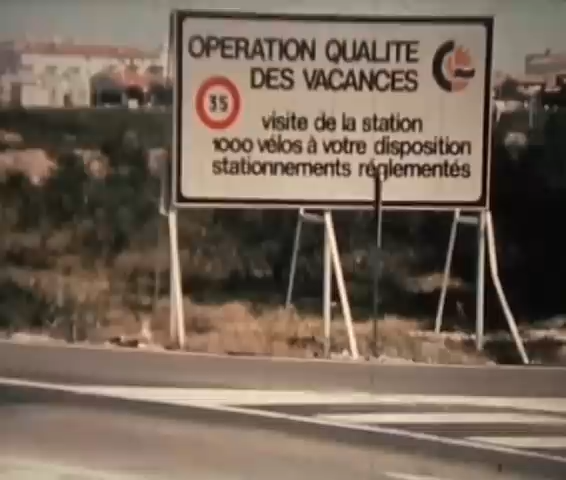 OPERATION QUALITE
DES VACANCES
35
visite de la station
1000 vélos à votre disposition
stationnements réglementés